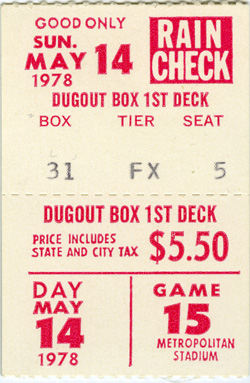 GOOD ONLY
SUN.
MAY 14
1978
RAIN
CHECK
DUGOUT BOX 1ST DECK
BOX TIER SEAT
31 FX 5
DUGOUT BOX 1ST DECK
PRICE INCLUDES
STATE AND CITY TAX
$5.50
DAY
MAY
14
1978
GAME
15
METROPOLITAN
STADIUM